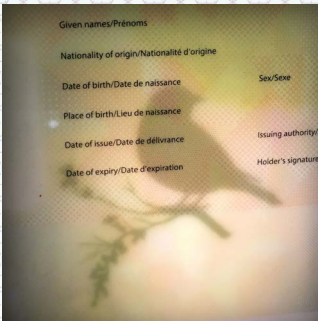 Given names/Prénoms
Nationality of origin/Nationalité d'origine
Date of birth/Date de naissance Sex/Sexe
Place of birth/Lieu de naissance
Date of issue/Date de délivrance Issuing authority/
Date of expiry/Date d'expiration Holder's signature